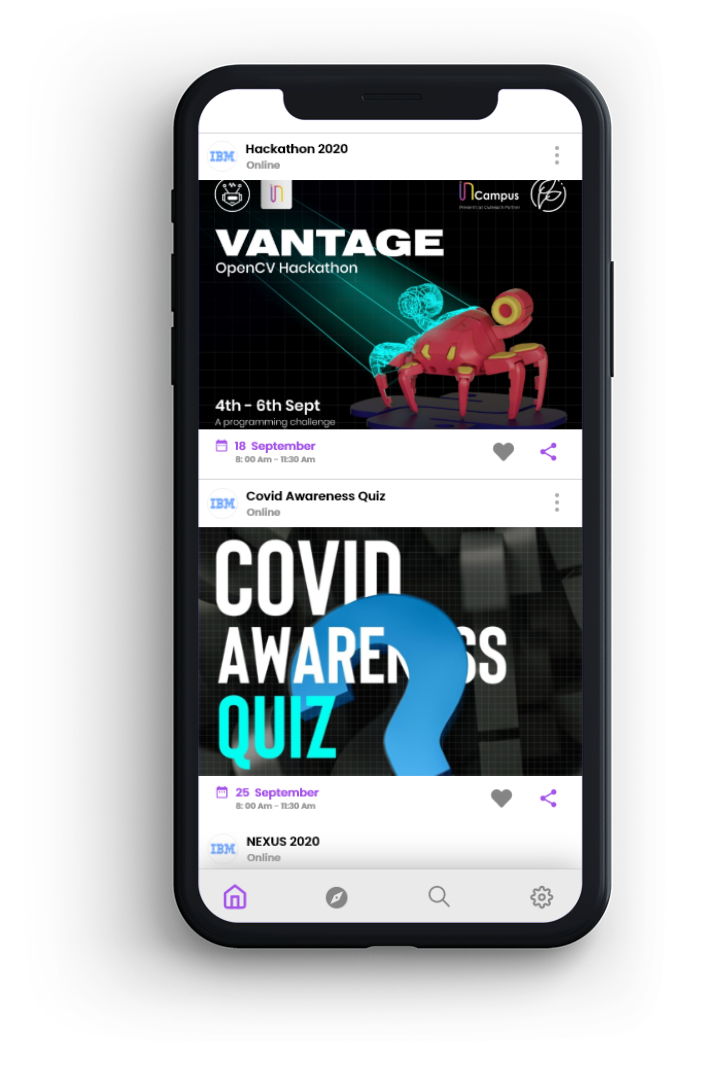 IBM
Hackathon 2020
Online
Campus
VANTAGE
OpenCV Hackathon
4th - 6th Sept
A programming challenge
18 September
8: 00 Am - 11:30 Am
IBM
Covid Awareness Quiz
Online
COVID
AWARENESS
QUIZ
25 September
8: 00 Am - 11:30 Am
IBM
NEXUS 2020
Online